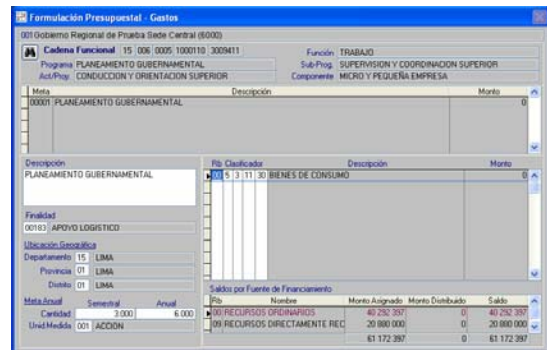 Formulación Presupuestal - Gastos
001 Gobierno Regional de Prueba Sede Central (6000)
Cadena Funcional 15 006 0005 1000110 3009411 Función TRABAJO
Programa PLANEAMIENTO GUBERNAMENTAL Sub-Prog. SUPERVISION Y COORDINACION SUPERIOR
Act/Proy. CONDUCCION Y ORIENTACION SUPERIOR Componente MICRO Y PEQUEÑA EMPRESA
Meta Descripción Monto
00001 PLANEAMIENTO GUBERNAMENTAL 0
Descripción
PLANEAMIENTO GUBERNAMENTAL
Finalidad
00183 APOYO LOGISTICO
Ubicación Geográfica
Departamento 15 LIMA
Provincia 01 LIMA
Distrito 01 LIMA
Meta Anual Semestral Anual
Cantidad 3.000 6.000
Unid.Medida 001 ACCION
Rb Clasificador Descripción Monto
00 5 3 11 30 BIENES DE CONSUMO 0
Saldos por Fuente de Financiamiento
Rb Nombre Monto Asignado Monto Distribuido Saldo
00 RECURSOS ORDINARIOS 40 292 397 0 40 292 397
09 RECURSOS DIRECTAMENTE REC 20 880 000 0 20 880 000
61 172 397 0 61 172 397